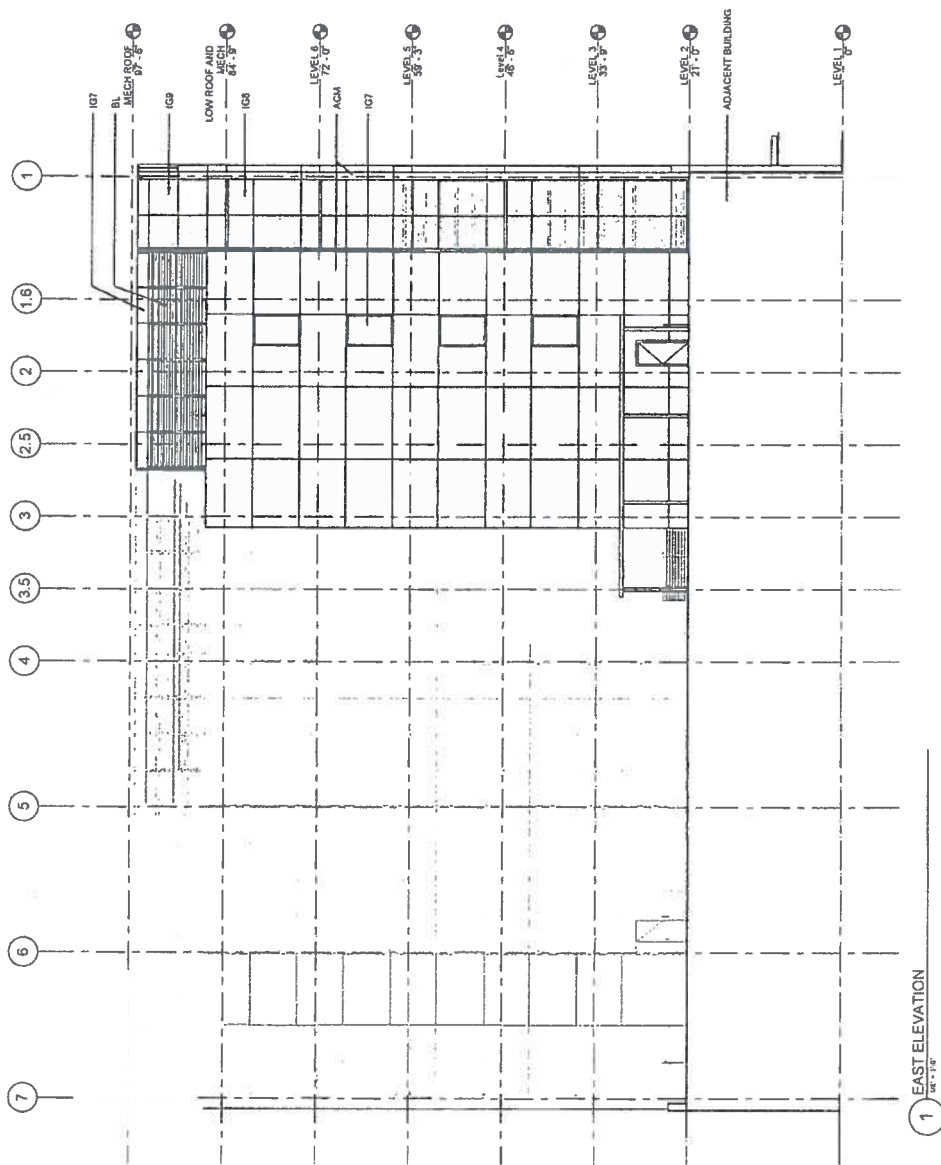 IG7
BL
MECH ROOF
97' - 6"
IG9
LOW ROOF AND
MECH
84' - 9"
IG8
LEVEL 6
72' - 0"
ACM
IG7
LEVEL 5
59' - 3"
Level 4
46' - 6"
LEVEL 3
33' - 9"
LEVEL 2
21' - 0"
ADJACENT BUILDING
LEVEL 1
0"
1
1.6
2
2.5
3
3.5
4
5
6
7
1
EAST ELEVATION